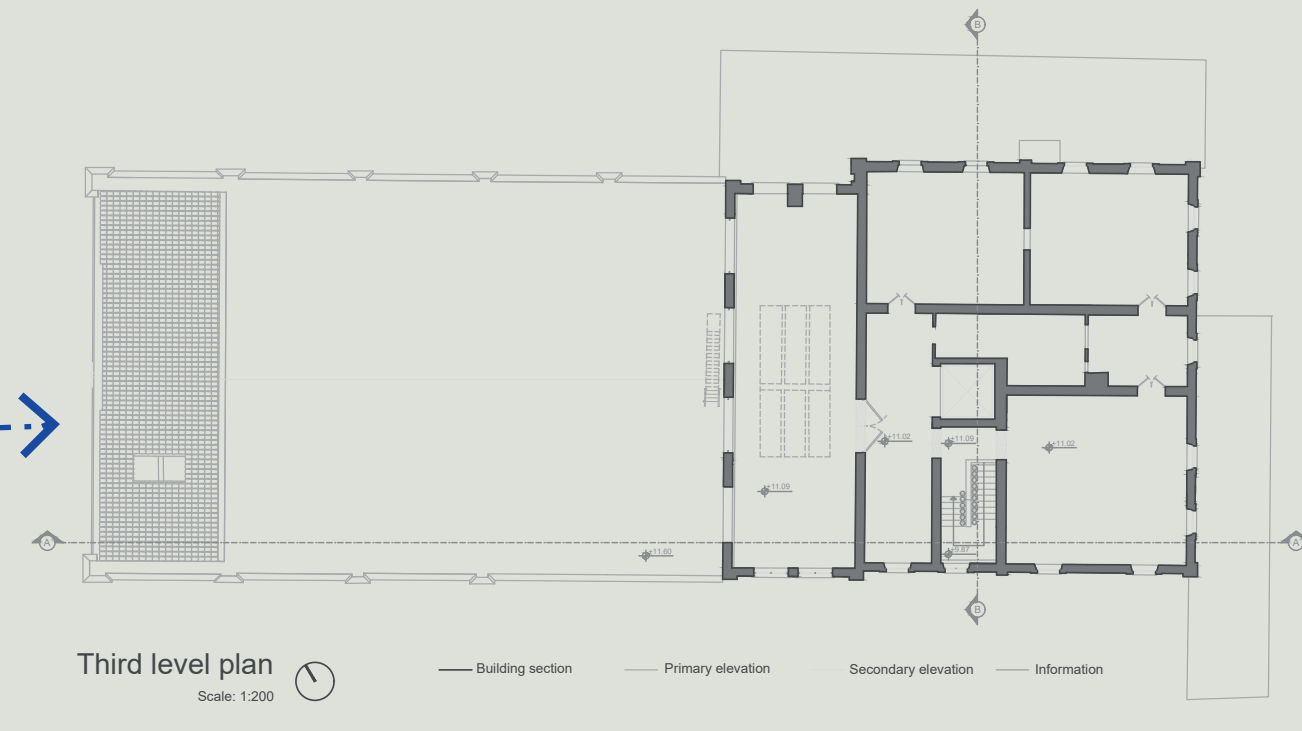 B
+11.02
+11.09
+11.02
+11.09
A
+11.60
+9.87
A
B
Third level plan
Scale: 1:200
Building section
Primary elevation
Secondary elevation
Information